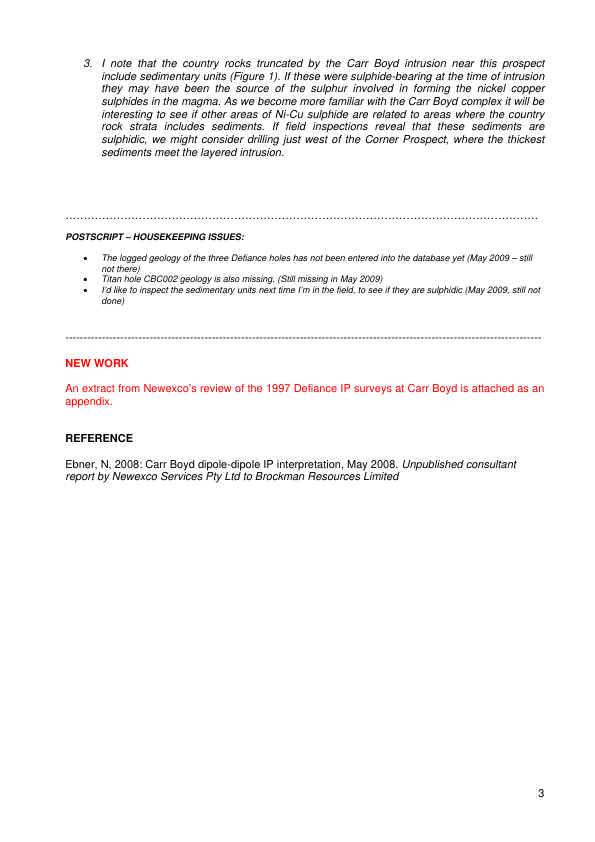 3. I note that the country rocks truncated by the Carr Boyd intrusion near this prospect
include sedimentary units (Figure 1). If these were sulphide-bearing at the time of intrusion
they may have been the source of the sulphur involved in forming the nickel copper
sulphides in the magma. As we become more familiar with the Carr Boyd complex it will be
interesting to see if other areas of Ni-Cu sulphide are related to areas where the country
rock strata includes sediments. If field inspections reveal that these sediments are
sulphidic, we might consider drilling just west of the Corner Prospect, where the thickest
sediments meet the layered intrusion.
POSTSCRIPT – HOUSEKEEPING ISSUES:
• The logged geology of the three Defiance holes has not been entered into the database yet (May 2009 – still
not there)
• Titan hole CBC002 geology is also missing. (Still missing in May 2009)
• I'd like to inspect the sedimentary units next time I'm in the field, to see if they are sulphidic (May 2009, still not
done)
NEW WORK
An extract from Newexco's review of the 1997 Defiance IP surveys at Carr Boyd is attached as an
appendix.
REFERENCE
Ebner, N, 2008: Carr Boyd dipole-dipole IP interpretation, May 2008. Unpublished consultant
report by Newexco Services Pty Ltd to Brockman Resources Limited
3